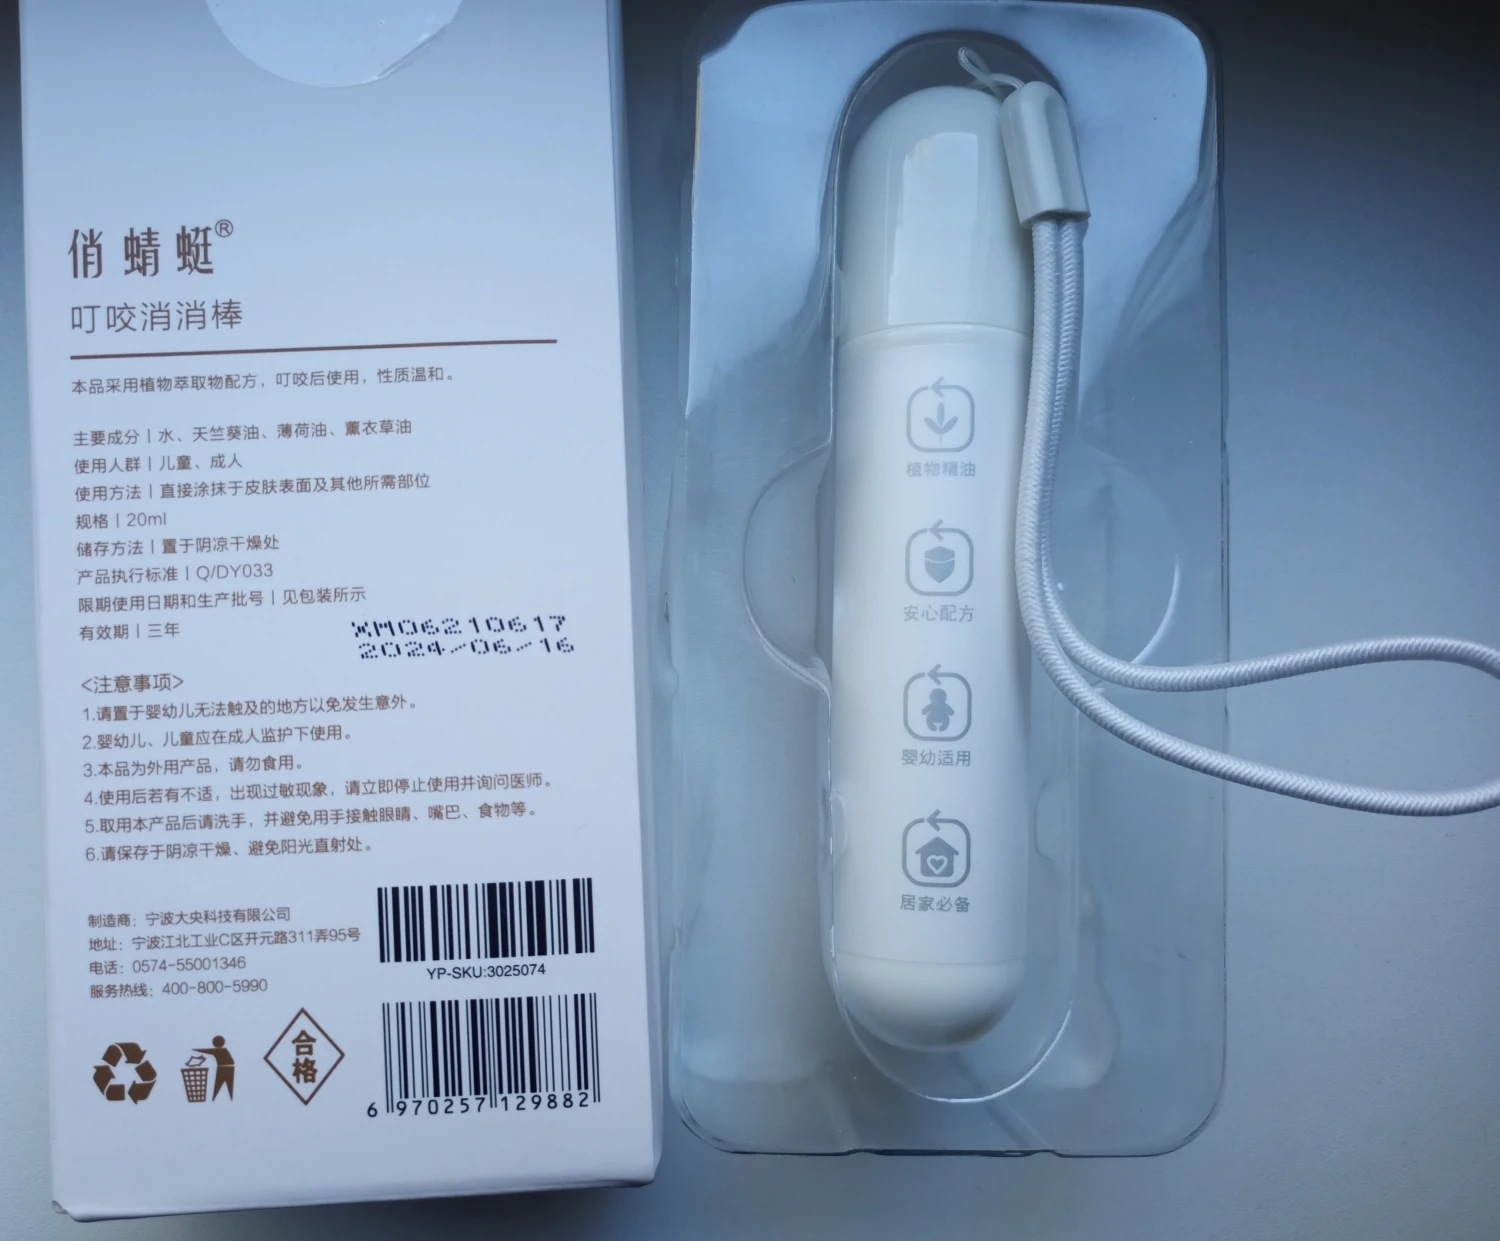 俏蜻蜓®
叮咬消消棒
本品采用植物萃取物配方，叮咬后使用，性质温和。
主要成分｜水、天竺葵油、薄荷油、薰衣草油
使用人群｜儿童、成人
使用方法｜直接涂抹于皮肤表面及其他所需部位
规格｜20ml
储存方法｜置于阴凉干燥处
产品执行标准｜Q/DY033
限期使用日期和生产批号｜见包装所示
有效期｜三年
XM06210617
2024/06/16
<注意事项>
1.请置于婴幼儿无法触及的地方以免发生意外。
2.婴幼儿、儿童应在成人监护下使用。
3.本品为外用产品，请勿食用。
4.使用后若有不适，出现过敏现象，请立即停止使用并询问医师。
5.取用本产品后请洗手，并避免用手接触眼睛、嘴巴、食物等。
6.请保存于阴凉干燥、避免阳光直射处。
制造商：宁波大央科技有限公司
地址：宁波江北工业C区开元路311弄95号
电话：0574-55001346
服务热线：400-800-5990
YP-SKU:3025074
合格
6 970257 129882
植物精油
安心配方
婴幼适用
居家必备